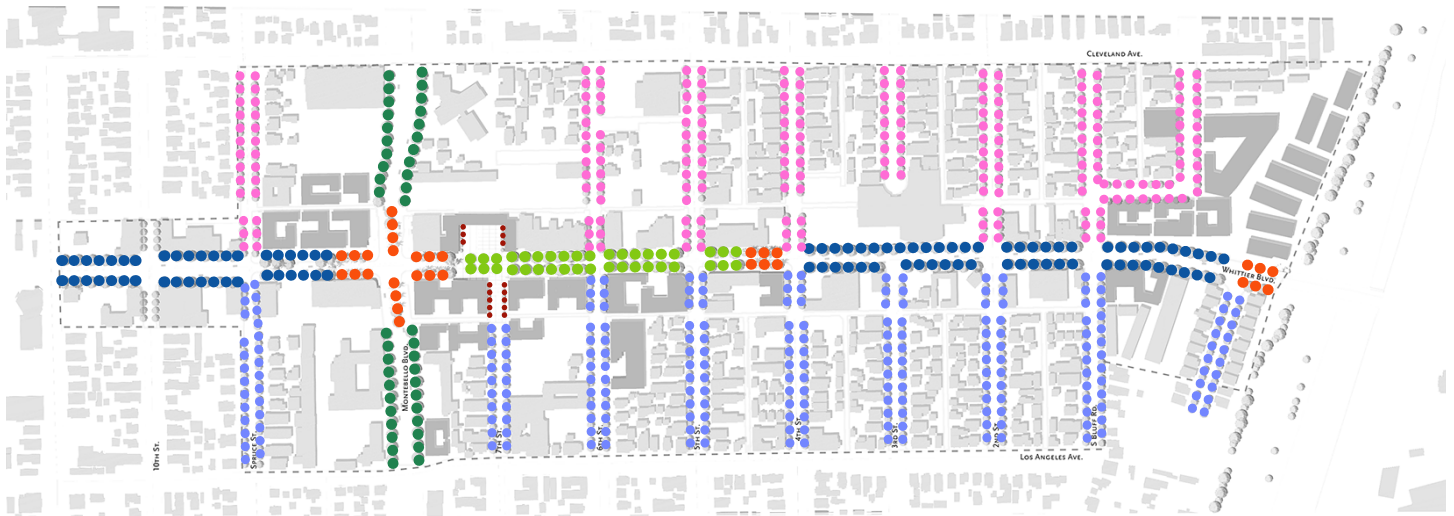 Cleveland Ave.
Whittier Blvd.
Montebello Blvd.
10th St.
Spruce St.
7th St.
6th St.
5th St.
4th St.
3rd St.
2nd St.
S Bluff Rd.
Los Angeles Ave.